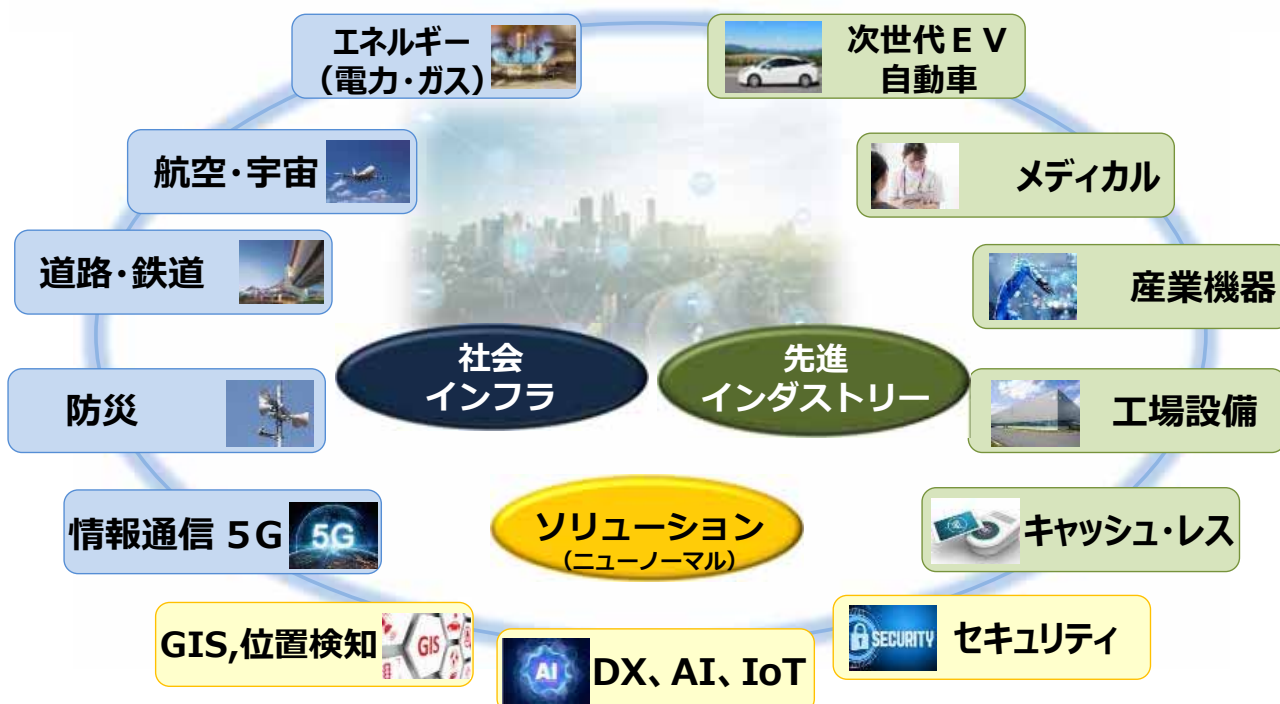 エネルギー
(電力・ガス)
次世代EV
自動車
航空・宇宙
メディカル
道路・鉄道
産業機器
社会
インフラ
先進
インダストリー
防災
工場設備
情報通信 5G
5G
ソリューション
(ニューノーマル)
キャッシュ・レス
GIS,位置検知
GIS
AI
DX、AI、IoT
SECURITY
セキュリティ